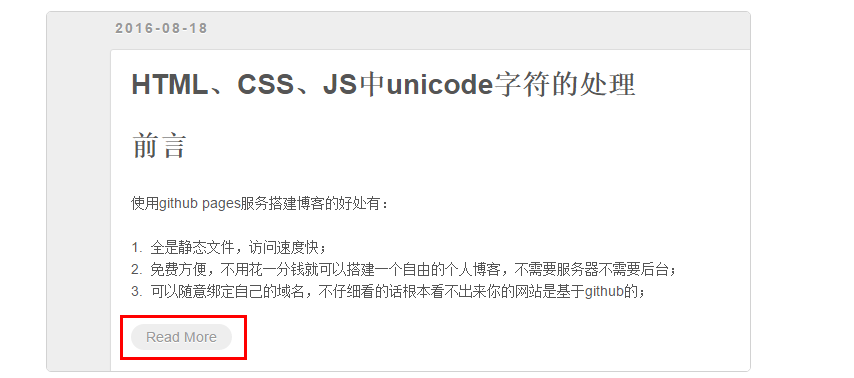 2016-08-18
HTML、CSS、JS中unicode字符的处理
前言
使用github pages服务搭建博客的好处有：
1. 全是静态文件，访问速度快；
2. 免费方便，不用花一分钱就可以搭建一个自由的个人博客，不需要服务器不需要后台；
3. 可以随意绑定自己的域名，不仔细看的话根本看不出来你的网站是基于github的；
Read More